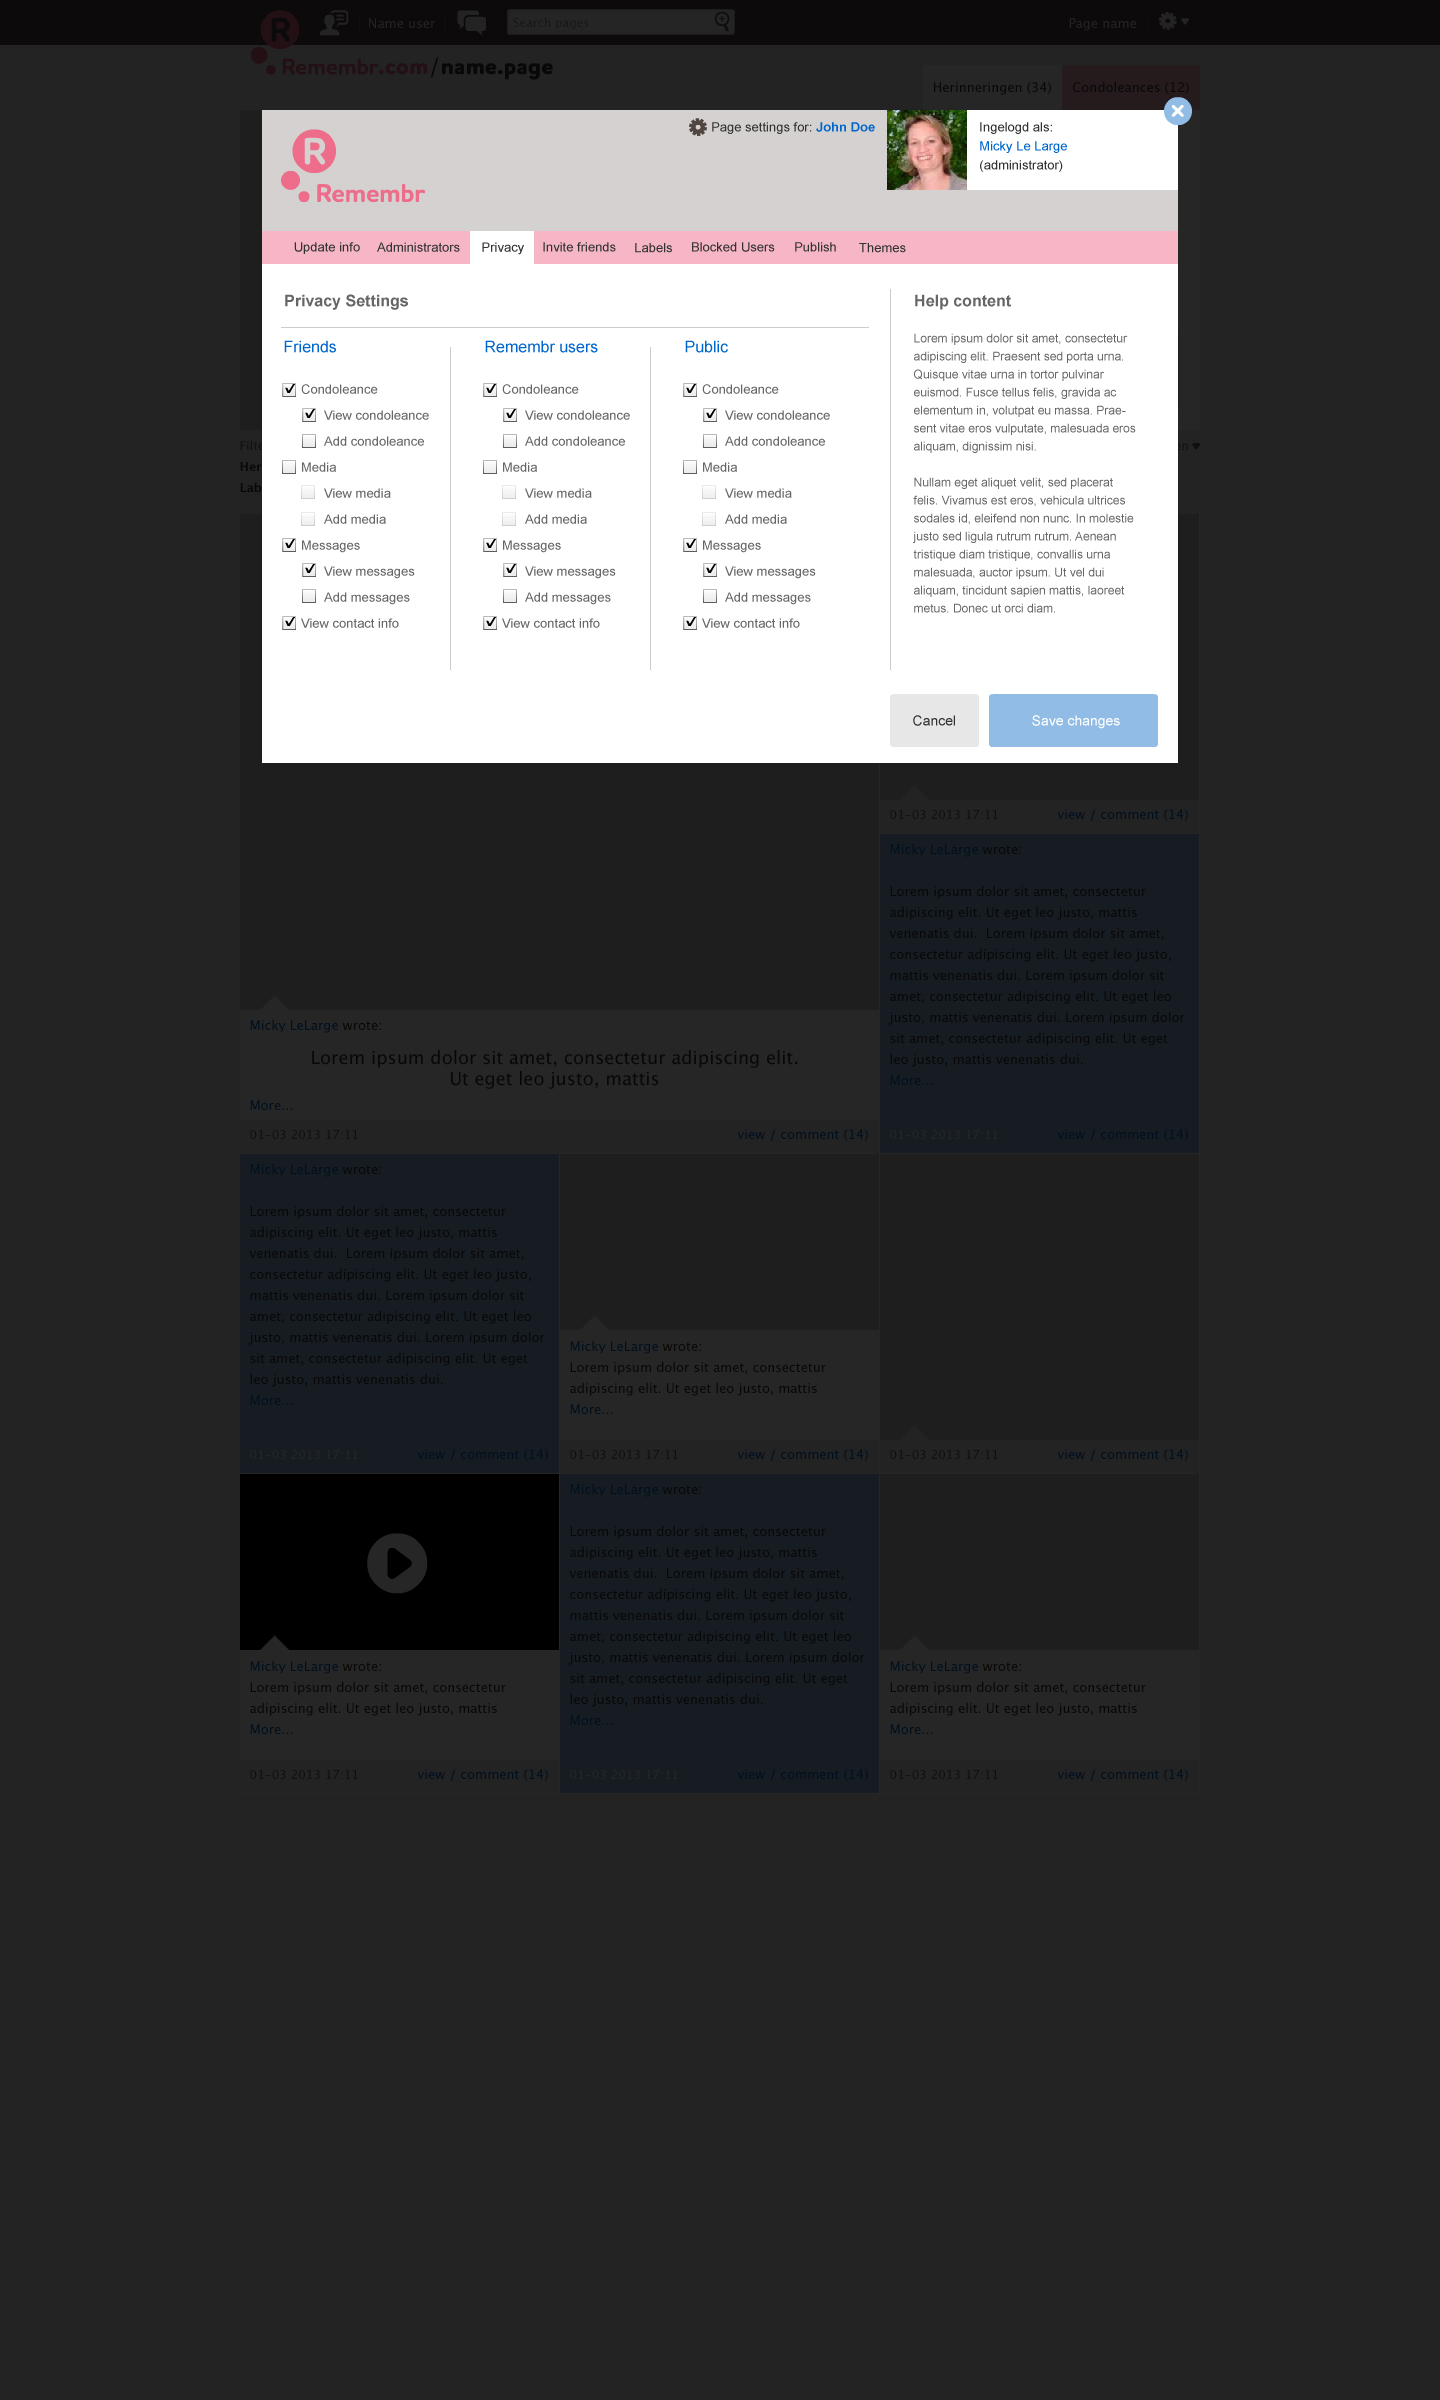 R
Name user
Search pages
Page name
Remembr.com/name.page
Herinneringen (34)
Condoleances (12)
Page settings for: John Doe
Ingelogd als:
Micky Le Large
(administrator)
R
Remembr
Update info Administrators Privacy Invite friends Labels Blocked Users Publish Themes
Privacy Settings
Friends
Condoleance
View condoleance
Add condoleance
Media
View media
Add media
Messages
View messages
Add messages
View contact info
Remembr users
Condoleance
View condoleance
Add condoleance
Media
View media
Add media
Messages
View messages
Add messages
View contact info
Public
Condoleance
View condoleance
Add condoleance
Media
View media
Add media
Messages
View messages
Add messages
View contact info
Help content
Lorem ipsum dolor sit amet, consectetur
adipiscing elit. Praesent sed porta urna.
Quisque vitae urna in tortor pulvinar
euismod. Fusce tellus felis, gravida ac
elementum in, volutpat eu massa. Prae-
sent vitae eros vulputate, malesuada eros
aliquam, dignissim nisi.
Nullam eget aliquet velit, sed placerat
felis. Vivamus est eros, vehicula ultrices
sodales id, eleifend non nunc. In molestie
justo sed ligula rutrum rutrum. Aenean
tristique diam tristique, convallis urna
malesuada, auctor ipsum. Ut vel dui
aliquam, tincidunt sapien mattis, laoreet
metus. Donec ut orci diam.
Cancel
Save changes
01-03 2013 17:11 view / comment (14)
Micky LeLarge wrote:
Lorem ipsum dolor sit amet, consectetur
adipiscing elit. Ut eget leo justo, mattis
venenatis dui. Lorem ipsum dolor sit amet,
consectetur adipiscing elit. Ut eget leo justo,
mattis venenatis dui. Lorem ipsum dolor sit
amet, consectetur adipiscing elit. Ut eget leo
justo, mattis venenatis dui. Lorem ipsum dolor
sit amet, consectetur adipiscing elit. Ut eget
leo justo, mattis venenatis dui.
More...
01-03 2013 17:11 view / comment (14)
Micky LeLarge wrote:
Lorem ipsum dolor sit amet, consectetur adipiscing elit.
Ut eget leo justo, mattis
More...
01-03 2013 17:11 view / comment (14)
Micky LeLarge wrote:
Lorem ipsum dolor sit amet, consectetur
adipiscing elit. Ut eget leo justo, mattis
venenatis dui. Lorem ipsum dolor sit amet,
consectetur adipiscing elit. Ut eget leo justo,
mattis venenatis dui. Lorem ipsum dolor sit
amet, consectetur adipiscing elit. Ut eget leo
justo, mattis venenatis dui. Lorem ipsum dolor
sit amet, consectetur adipiscing elit. Ut eget
leo justo, mattis venenatis dui.
More...
01-03 2013 17:11 view / comment (14)
Micky LeLarge wrote:
Lorem ipsum dolor sit amet, consectetur
adipiscing elit. Ut eget leo justo, mattis
More...
01-03 2013 17:11 view / comment (14)
01-03 2013 17:11 view / comment (14)
Micky LeLarge wrote:
Lorem ipsum dolor sit amet, consectetur
adipiscing elit. Ut eget leo justo, mattis
More...
01-03 2013 17:11 view / comment (14)
Micky LeLarge wrote:
Lorem ipsum dolor sit amet, consectetur
adipiscing elit. Ut eget leo justo, mattis
venenatis dui. Lorem ipsum dolor sit amet,
consectetur adipiscing elit. Ut eget leo justo,
mattis venenatis dui. Lorem ipsum dolor sit
amet, consectetur adipiscing elit. Ut eget leo
justo, mattis venenatis dui. Lorem ipsum dolor
sit amet, consectetur adipiscing elit. Ut eget
leo justo, mattis venenatis dui.
More...
01-03 2013 17:11 view / comment (14)
Micky LeLarge wrote:
Lorem ipsum dolor sit amet, consectetur
adipiscing elit. Ut eget leo justo, mattis
More...
01-03 2013 17:11 view / comment (14)